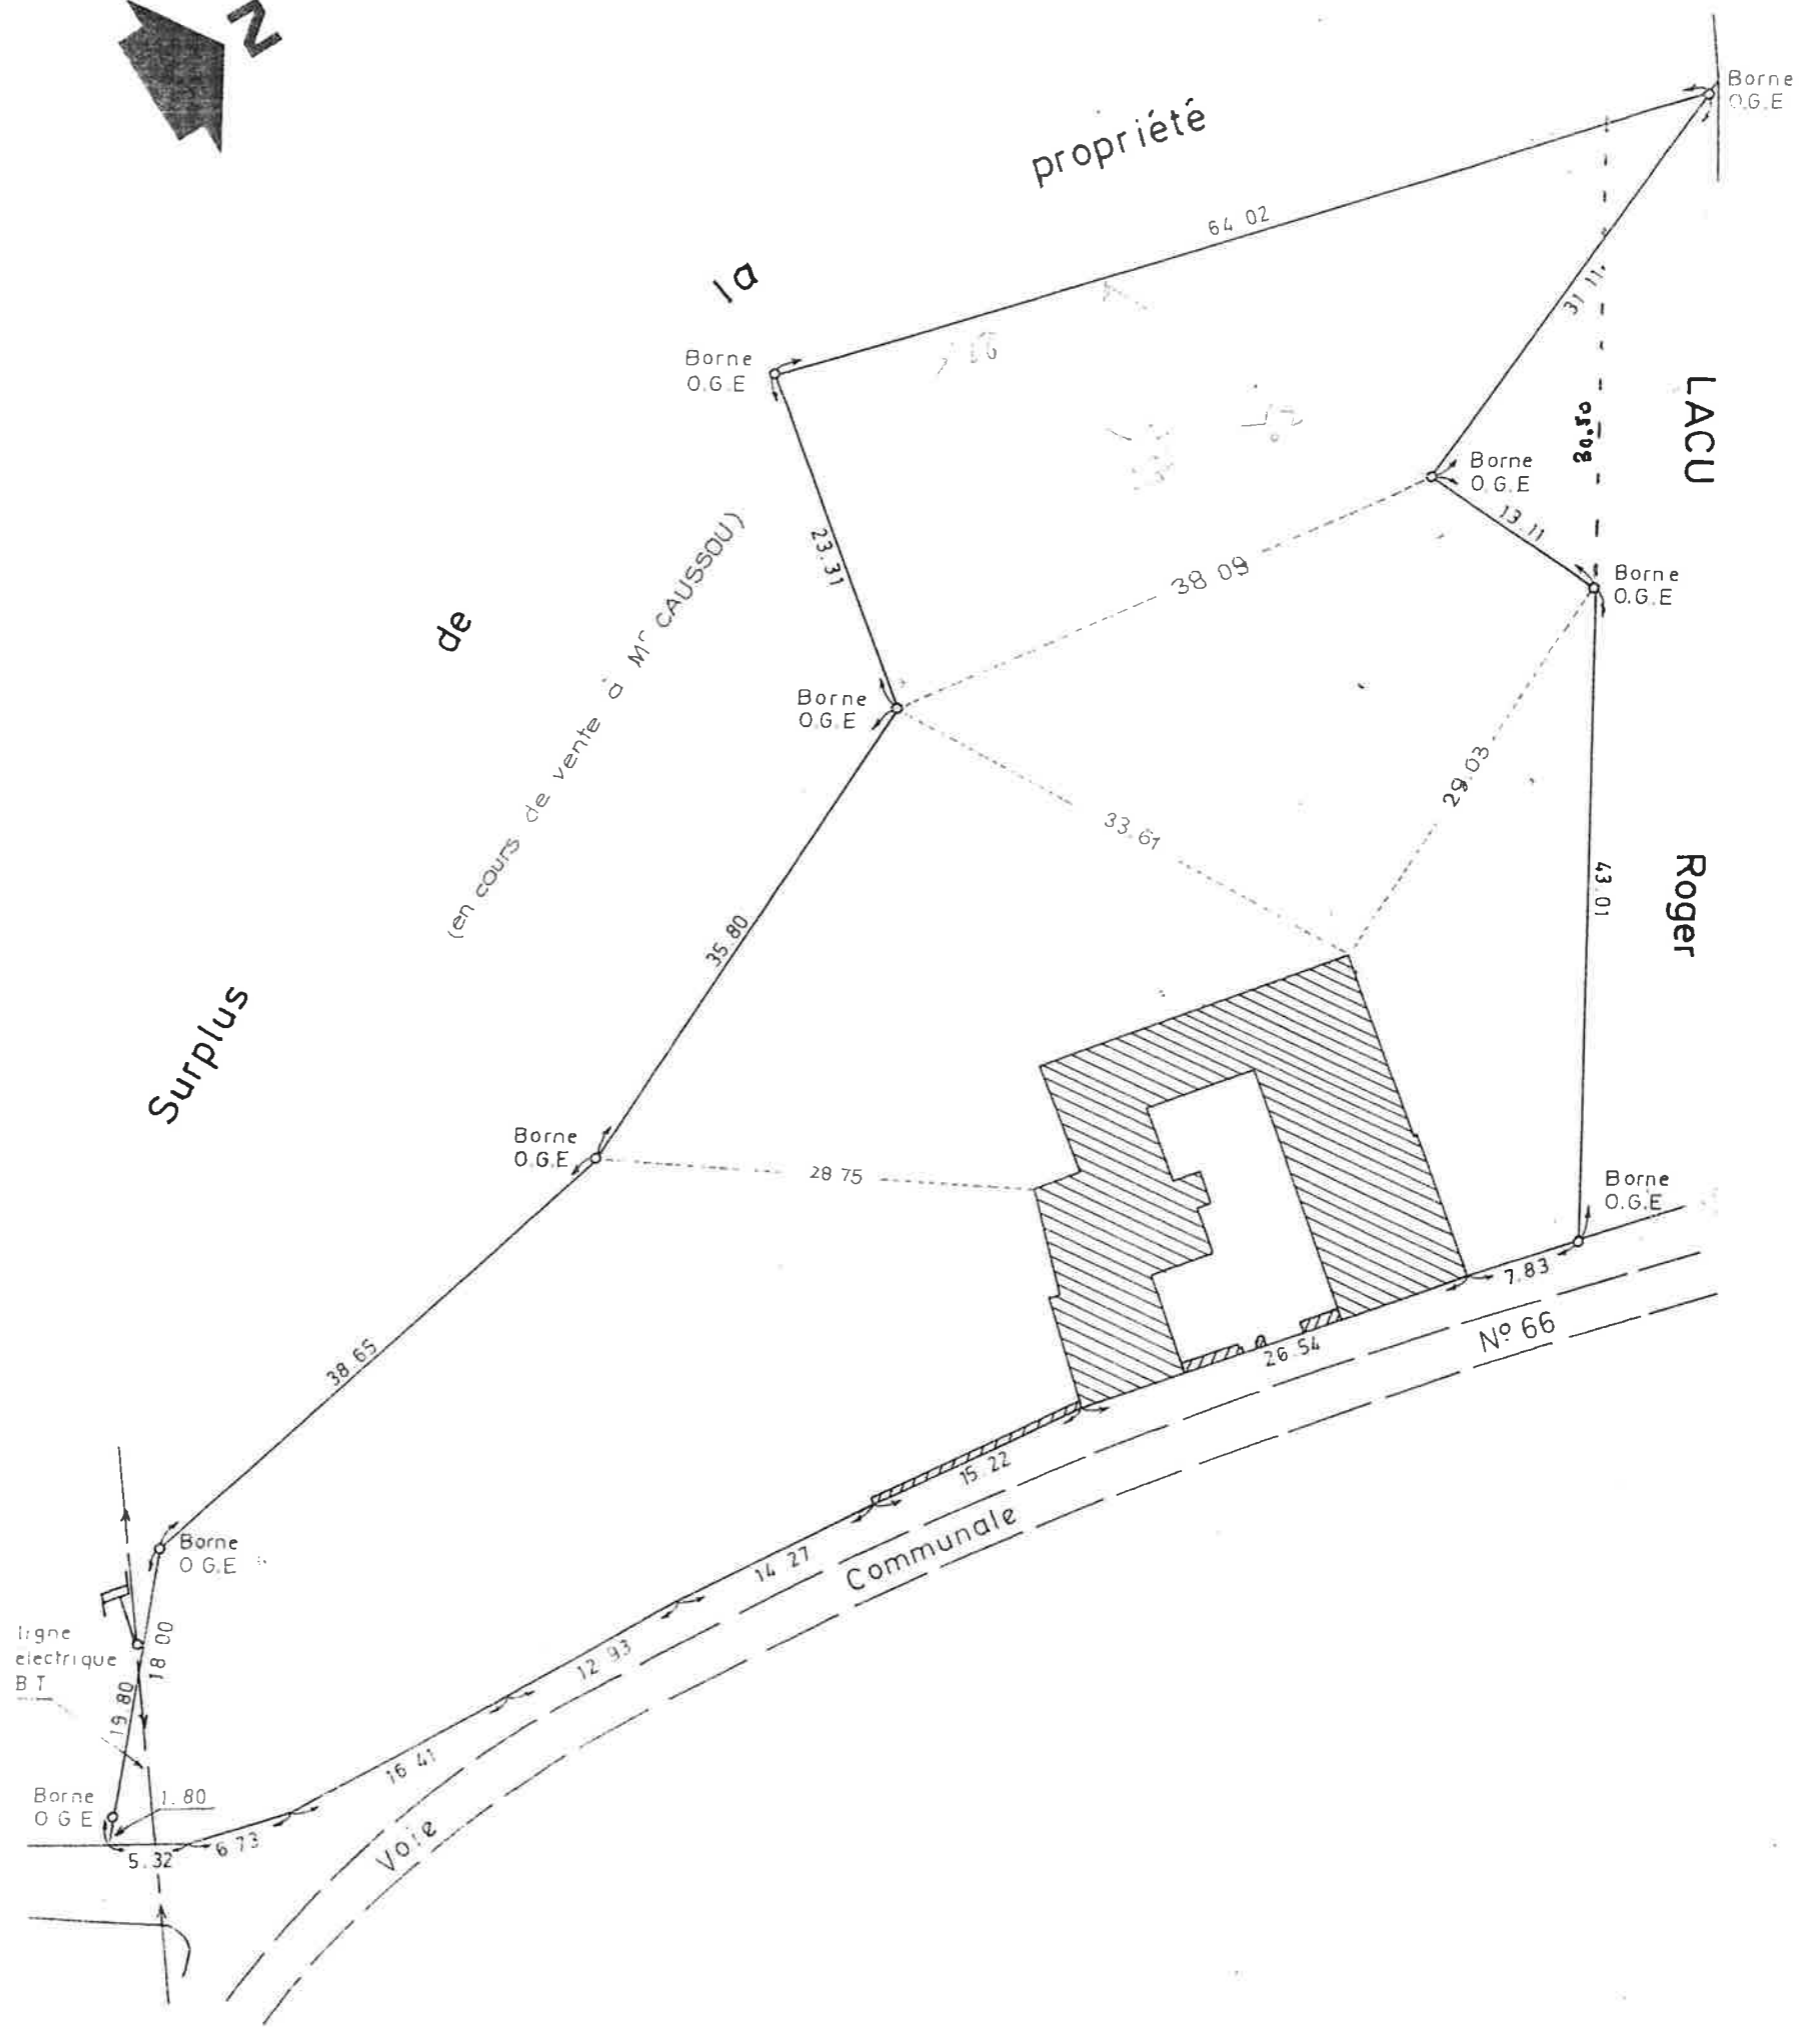 N
Borne
O.G.E
propriété
64 02
la
31 11
Borne
O.G.E
LACU
30.50
Borne
O.G.E
13.11
23.31
38 09
Borne
O.G.E
de
(en cours de vente à Mr CAUSSOU)
Borne
O.G.E
29.03
33.61
43.01
Roger
35.80
Surplus
Borne
O.G.E
28 75
Borne
O.G.E
7.83
Nº 66
26.54
38.65
15.22
Borne
O G.E
14 27
Communale
ligne
electrique
B T
18 00
12 93
19.80
16 41
Borne
O G E
1.80
5.32
6 73
Voie